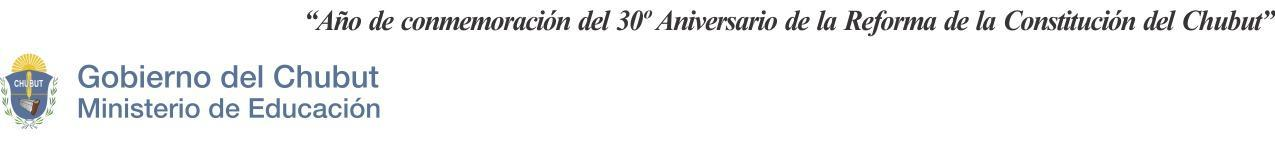 “Año de conmemoración del 30º Aniversario de la Reforma de la Constitución del Chubut”
CHUBUT
Gobierno del Chubut
Ministerio de Educación